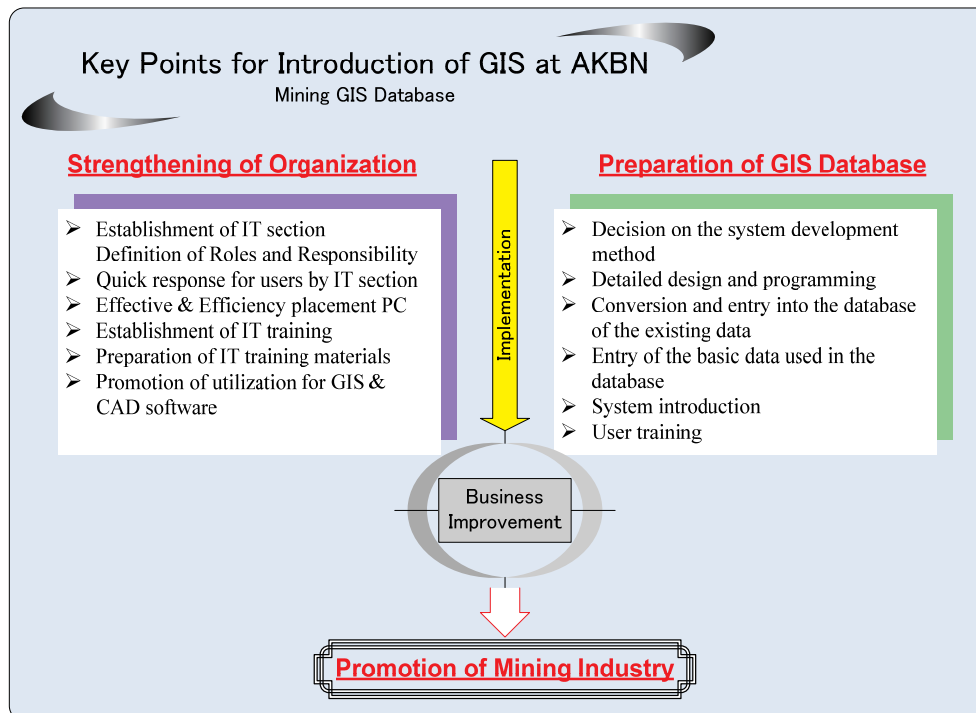 Key Points for Introduction of GIS at AKBN
Mining GIS Database
Strengthening of Organization
➢ Establishment of IT section
Definition of Roles and Responsibility
➢ Quick response for users by IT section
➢ Effective & Efficiency placement PC
➢ Establishment of IT training
➢ Preparation of IT training materials
➢ Promotion of utilization for GIS &
CAD software
Implementation
Preparation of GIS Database
➢ Decision on the system development
method
➢ Detailed design and programming
➢ Conversion and entry into the database
of the existing data
➢ Entry of the basic data used in the
database
➢ System introduction
➢ User training
Business
Improvement
Promotion of Mining Industry